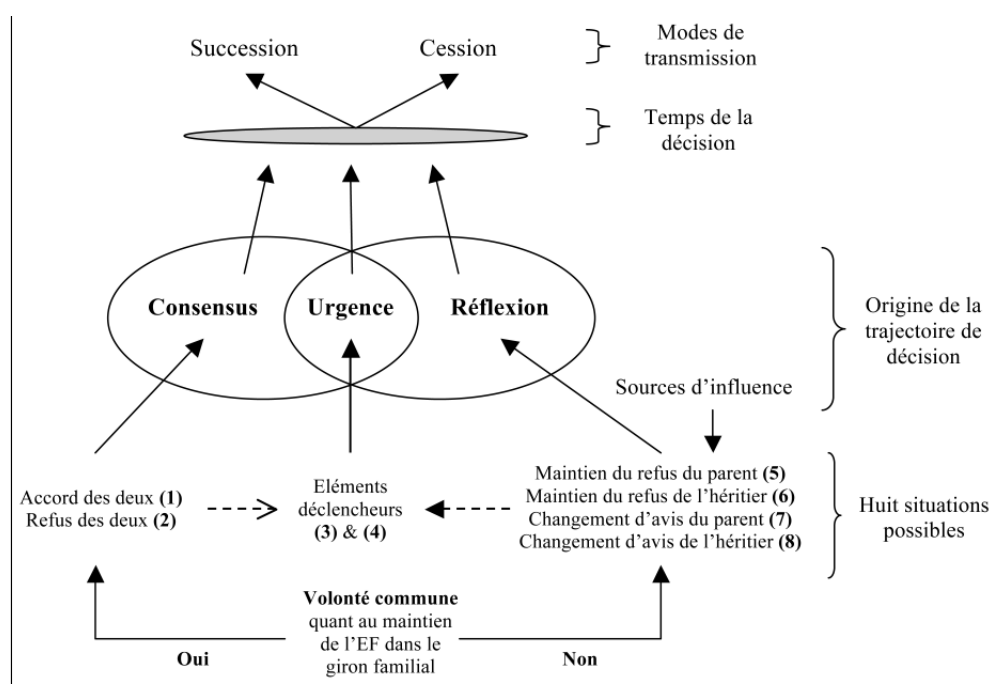 Succession
Cession
Modes de
transmission
Temps de la
décision
Consensus
Urgence
Réflexion
Origine de la
trajectoire de
décision
Sources d'influence
Accord des deux (1)
Refus des deux (2)
Eléments
déclencheurs
(3) & (4)
Maintien du refus du parent (5)
Maintien du refus de l'héritier (6)
Changement d'avis du parent (7)
Changement d'avis de l'héritier (8)
Huit situations
possibles
Volonté commune
quant au maintien
de l'EF dans le
giron familial
Oui
Non